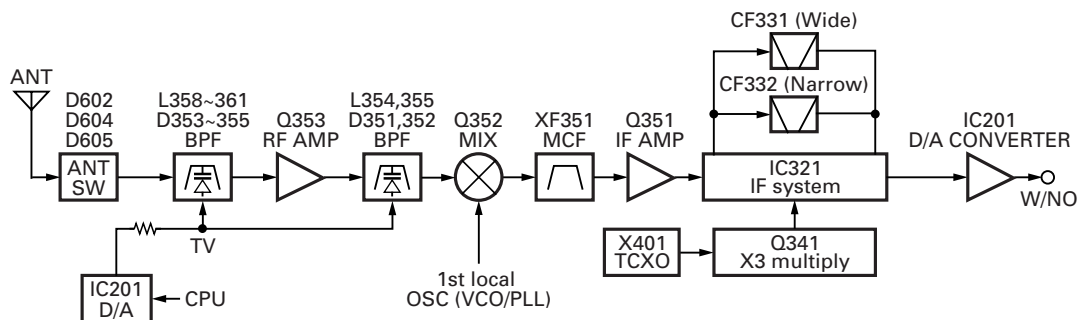 CF331 (Wide)
CF332 (Narrow)
ANT
D602
D604
D605
ANT
SW
L358~361
D353~355
BPF
Q353
RF AMP
L354,355
D351,352
BPF
Q352
MIX
XF351
MCF
Q351
IF AMP
IC321
IF system
IC201
D/A CONVERTER
W/NO
TV
IC201
D/A
CPU
1st local
OSC (VCO/PLL)
X401
TCXO
Q341
X3 multiply